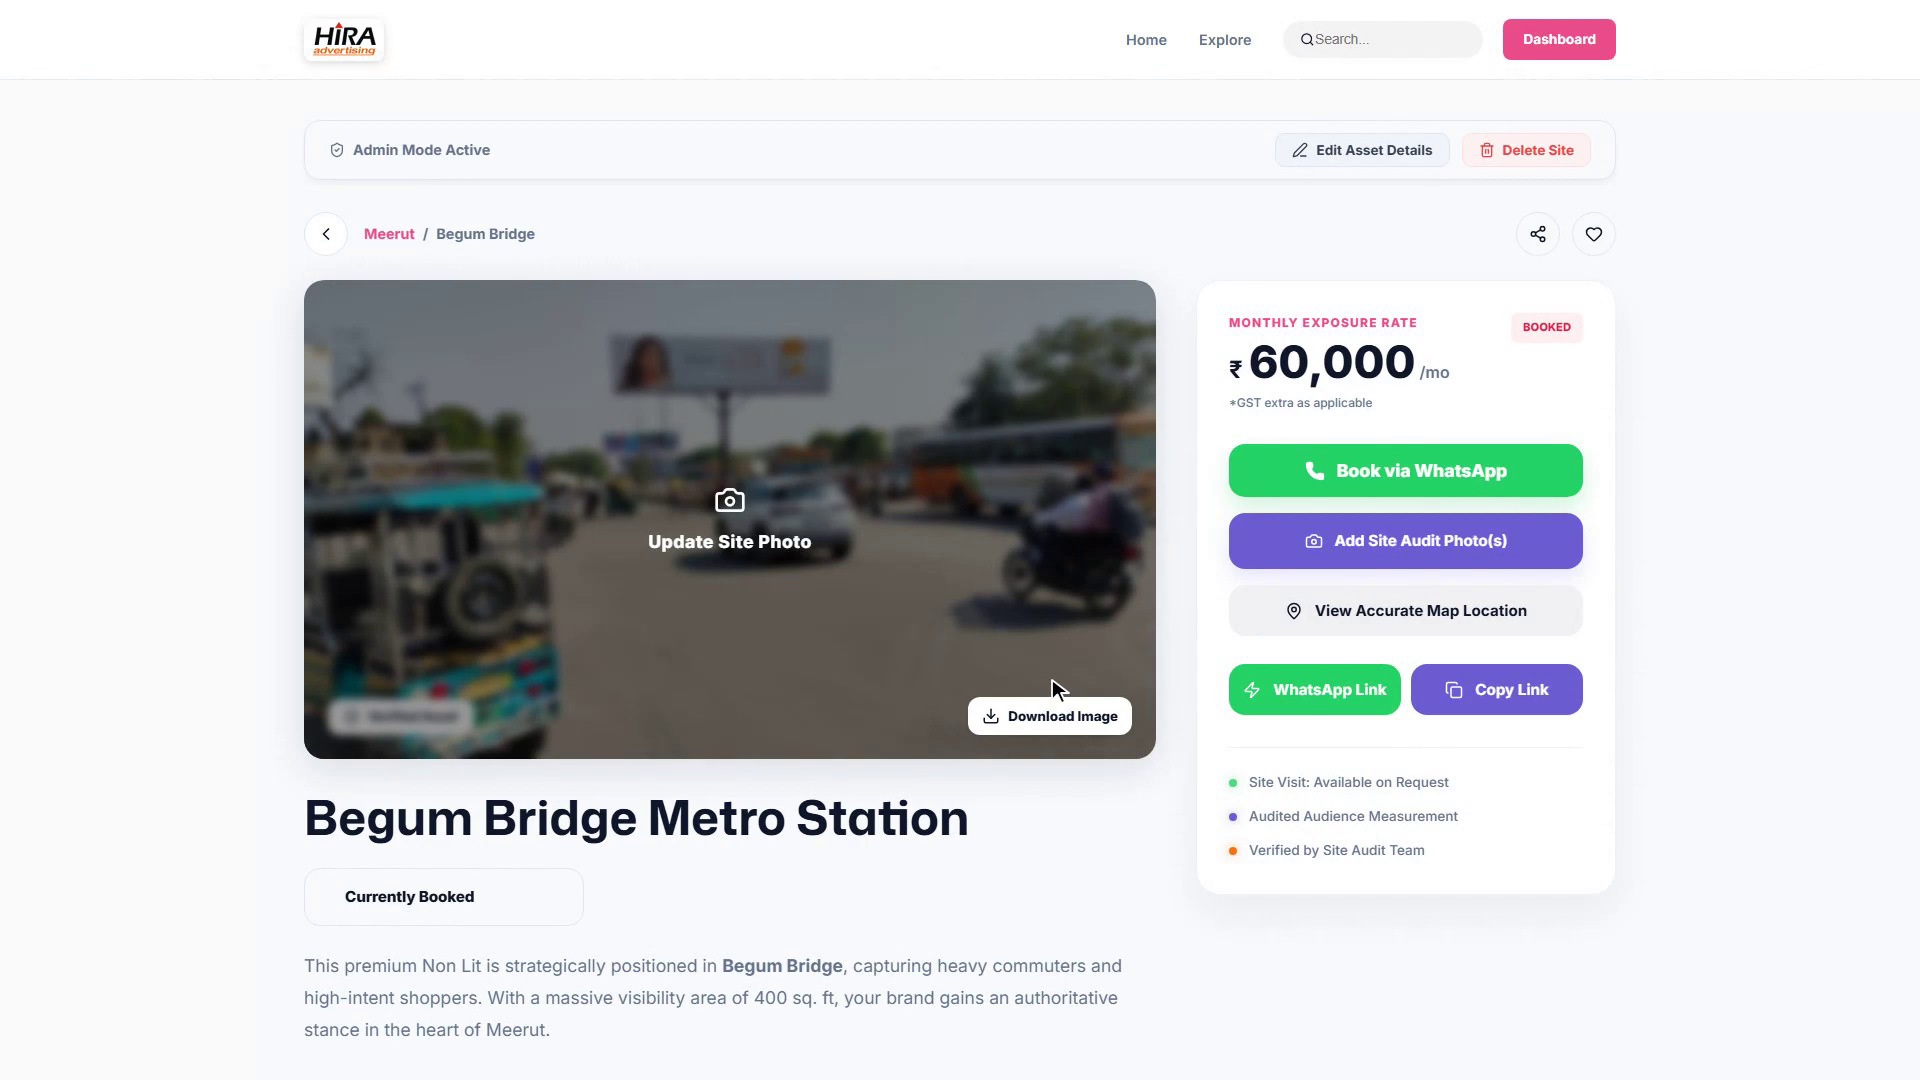 HiRA
advertising
Home
Explore
Search...
Dashboard
Admin Mode Active
Edit Asset Details
Delete Site
Meerut / Begum Bridge
Update Site Photo
Download Image
MONTHLY EXPOSURE RATE
BOOKED
₹ 60,000 /mo
*GST extra as applicable
Book via WhatsApp
Add Site Audit Photo(s)
View Accurate Map Location
WhatsApp Link
Copy Link
Site Visit: Available on Request
Audited Audience Measurement
Verified by Site Audit Team
Begum Bridge Metro Station
Currently Booked
This premium Non Lit is strategically positioned in Begum Bridge, capturing heavy commuters and
high-intent shoppers. With a massive visibility area of 400 sq. ft, your brand gains an authoritative
stance in the heart of Meerut.